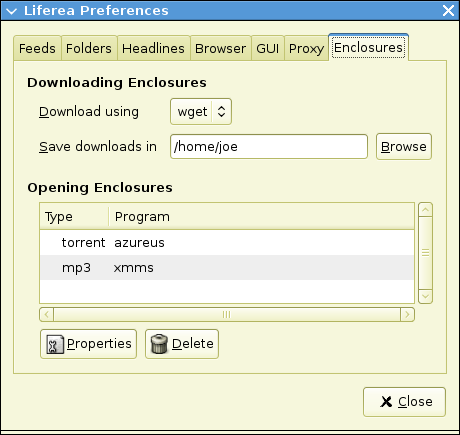 Liferea Preferences
Feeds Folders Headlines Browser GUI Proxy Enclosures
Downloading Enclosures
Download using wget
Save downloads in /home/joe Browse
Opening Enclosures
Type Program
torrent azureus
mp3 xmms
Properties Delete
Close